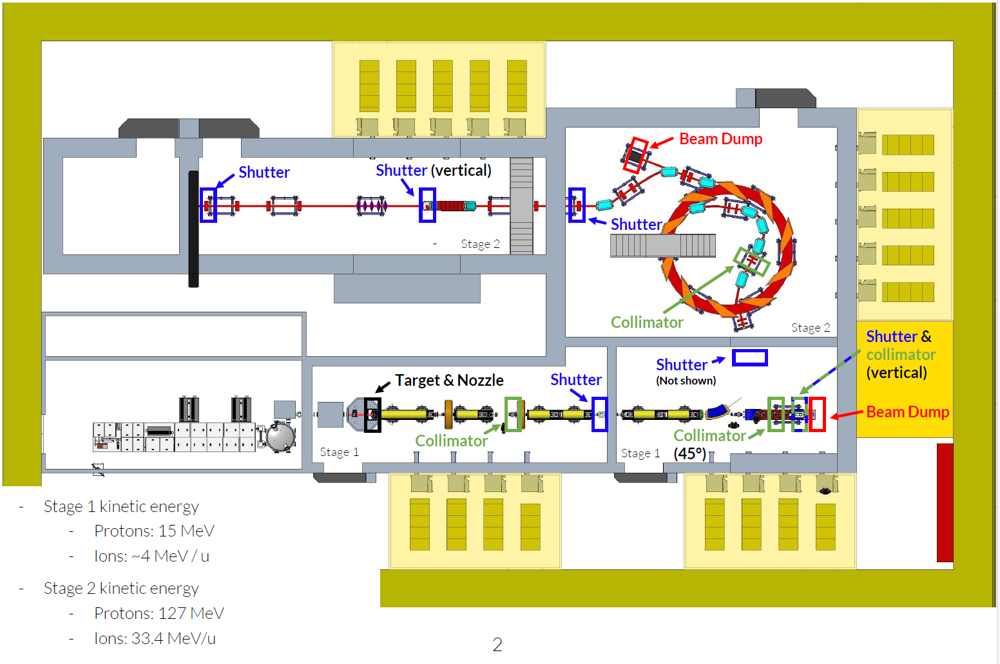 Beam Dump
Shutter
Shutter (vertical)
Shutter
Stage 2
Collimator
Stage 2
Shutter &
collimator
(vertical)
Shutter
(Not shown)
Target & Nozzle
Shutter
Beam Dump
Collimator
Collimator
(45°)
Stage 1
Stage 1
- Stage 1 kinetic energy
- Protons: 15 MeV
- Ions: ~4 MeV / u
- Stage 2 kinetic energy
- Protons: 127 MeV
- Ions: 33.4 MeV/u
2